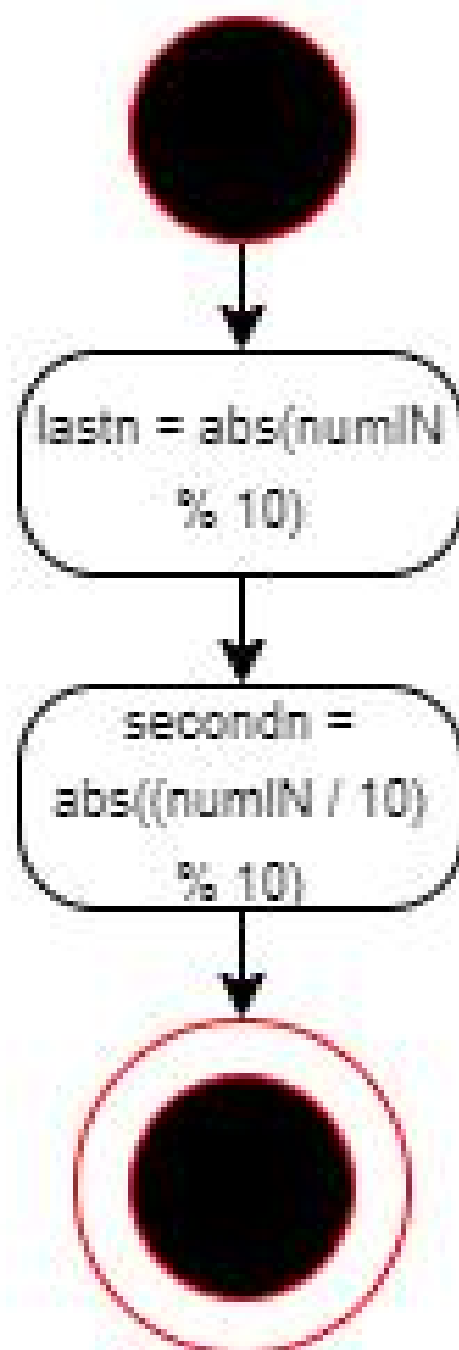 lastn = abs(numIN
% 10)
secondn =
abs((numIN / 10)
% 10)